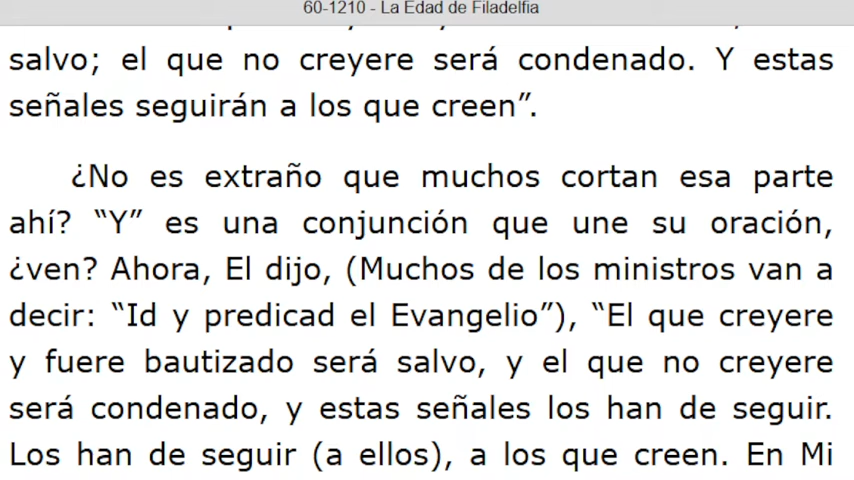 60-1210 - La Edad de Filadelfia
salvo; el que no creyere será condenado. Y estas
señales seguirán a los que creen”.
¿No es extraño que muchos cortan esa parte
ahí? “Y” es una conjunción que une su oración,
¿ven? Ahora, El dijo, (Muchos de los ministros van a
decir: “Id y predicad el Evangelio”), “El que creyere
y fuere bautizado será salvo, y el que no creyere
será condenado, y estas señales los han de seguir.
Los han de seguir (a ellos), a los que creen. En Mi